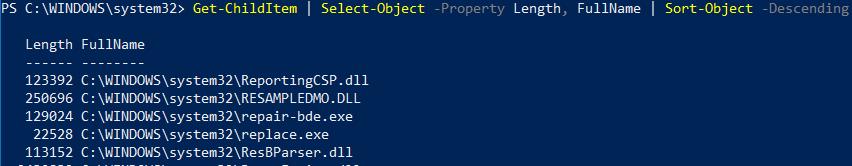 PS C:\WINDOWS\system32> Get-ChildItem | Select-Object -Property Length, FullName | Sort-Object -Descending
Length FullName
------ --------
123392 C:\WINDOWS\system32\ReportingCSP.dll
250696 C:\WINDOWS\system32\RESAMPLEDMO.DLL
129024 C:\WINDOWS\system32\repair-bde.exe
22528 C:\WINDOWS\system32\replace.exe
113152 C:\WINDOWS\system32\ResBParser.dll